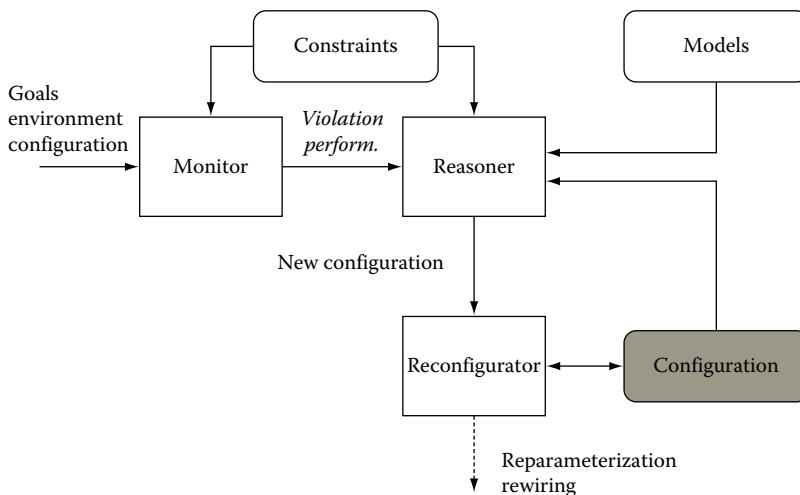 Constraints
Models
Goals
environment
configuration
Violation
perform.
Monitor
Reasoner
New configuration
Reconfigurator
Configuration
Reparameterization
rewiring